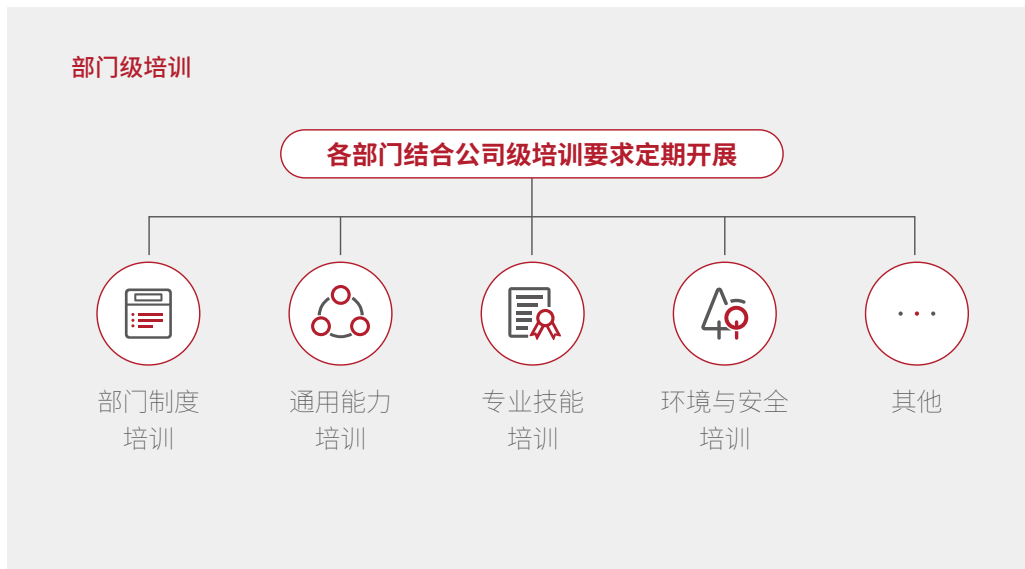 部门级培训
各部门结合公司级培训要求定期开展
部门制度
培训
通用能力
培训
专业技能
培训
环境与安全
培训
其他